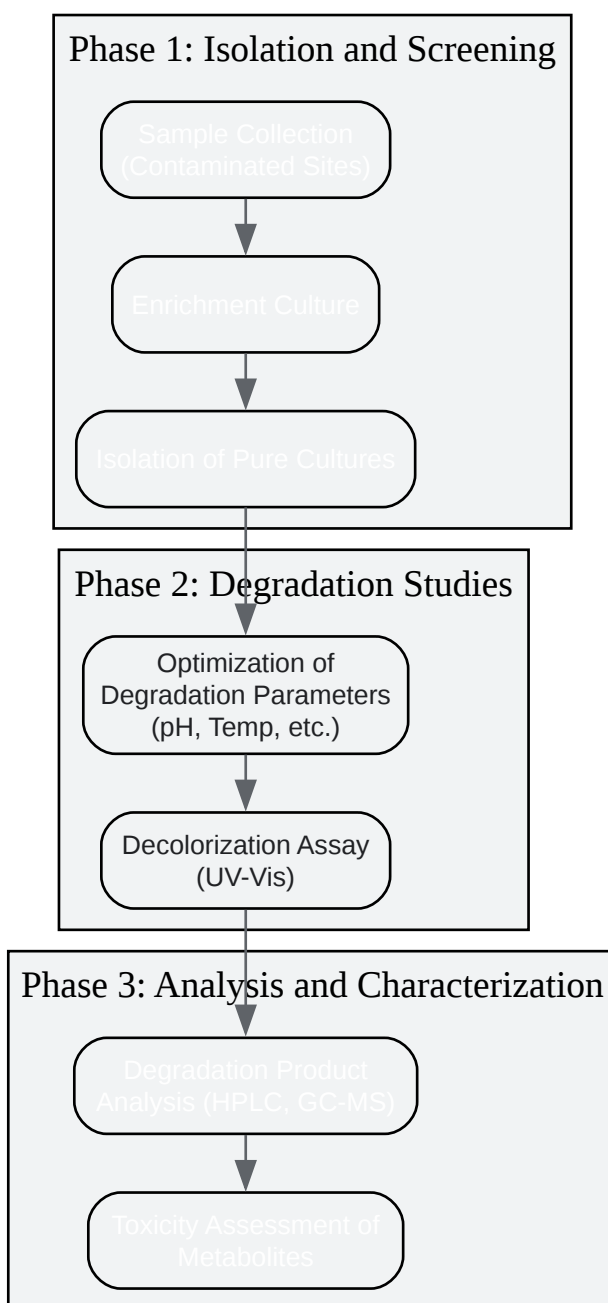 Phase 1: Isolation and Screening
Sample Collection
(Contaminated Sites)
Enrichment Culture
Isolation of Pure Cultures
Phase 2: Degradation Studies
Optimization of
Degradation Parameters
(pH, Temp, etc.)
Decolorization Assay
(UV-Vis)
Phase 3: Analysis and Characterization
Degradation Product
Analysis (HPLC, GC-MS)
Toxicity Assessment of
Metabolites